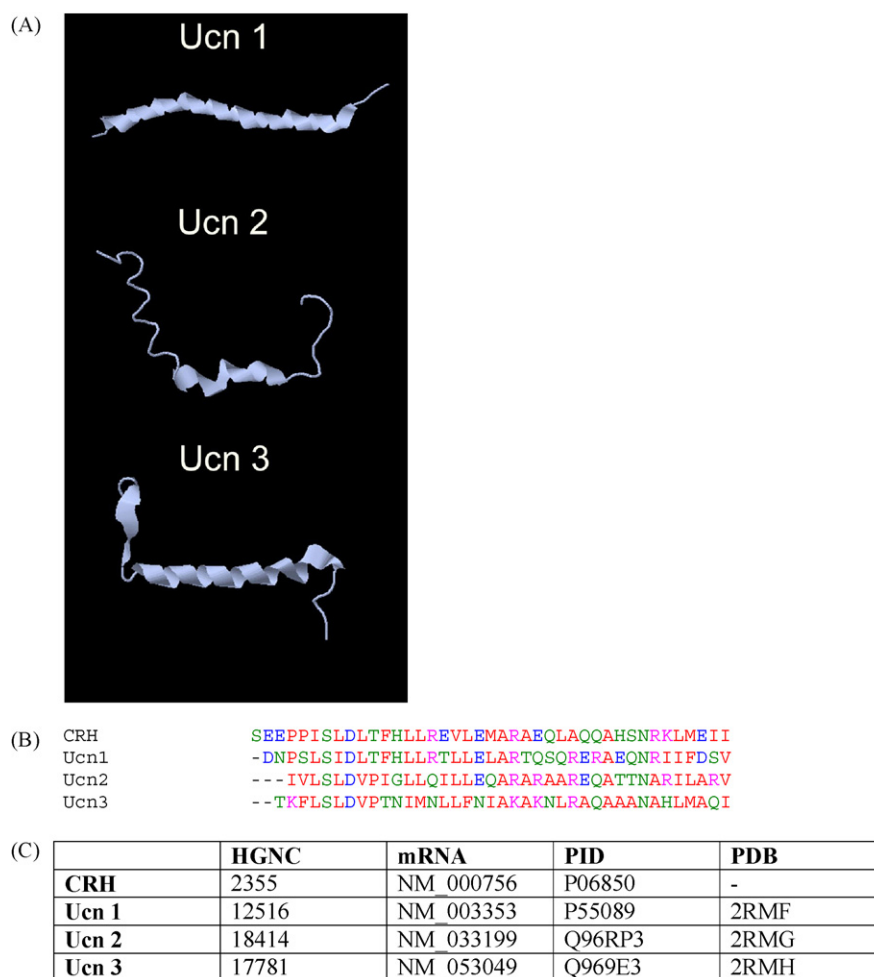 (A)
Ucn 1
Ucn 2
Ucn 3
(B)
CRH SEEPPISLDLTFHLLREVLEMARAEQLAQQAHSNRKLMEII
Ucn1 -DNPSLSIDLTFHLLRTLLELARTQSQRERAEQNRIIFDSV
Ucn2 ---IVLSLDVPIGLLQILLEQARARAAREQATTNARILARV
Ucn3 --TKFLSLDVPTNIMNLLFNIAKAKNLRAQAAANAHLMAQI
(C)
HGNC mRNA PID PDB
CRH 2355 NM_000756 P06850 -
Ucn 1 12516 NM_003353 P55089 2RMF
Ucn 2 18414 NM_033199 Q96RP3 2RMG
Ucn 3 17781 NM_053049 Q969E3 2RMH